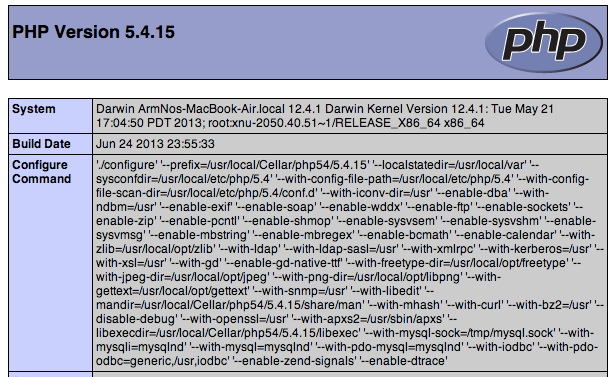 PHP Version 5.4.15
php
System
Darwin ArmNos-MacBook-Air.local 12.4.1 Darwin Kernel Version 12.4.1: Tue May 21
17:04:50 PDT 2013; root:xnu-2050.40.51~1/RELEASE_X86_64 x86_64
Build Date
Jun 24 2013 23:55:33
Configure
Command
'./configure' '--prefix=/usr/local/Cellar/php54/5.4.15' '--localstatedir=/usr/local/var' '--
sysconfdir=/usr/local/etc/php/5.4' '--with-config-file-path=/usr/local/etc/php/5.4' '--with-config-
file-scan-dir=/usr/local/etc/php/5.4/conf.d' '--with-iconv-dir=/usr' '--enable-dba' '--with-
ndbm=/usr' '--enable-exif' '--enable-soap' '--enable-wddx' '--enable-ftp' '--enable-sockets' '--
enable-zip' '--enable-pcntl' '--enable-shmop' '--enable-sysvsem' '--enable-sysvshm' '--enable-
sysvmsg' '--enable-mbstring' '--enable-mbregex' '--enable-bcmath' '--enable-calendar' '--with-
zlib=/usr/local/opt/zlib' '--with-ldap' '--with-ldap-sasl=/usr' '--with-xmlrpc' '--with-kerberos=/usr' '-
-with-xsl=/usr' '--with-gd' '--enable-gd-native-ttf' '--with-freetype-dir=/usr/local/opt/freetype' '--
with-jpeg-dir=/usr/local/opt/jpeg' '--with-png-dir=/usr/local/opt/libpng' '--with-
gettext=/usr/local/opt/gettext' '--with-snmp=/usr' '--with-libedit' '--
mandir=/usr/local/Cellar/php54/5.4.15/share/man' '--with-mhash' '--with-curl' '--with-bz2=/usr' '--
disable-debug' '--with-openssl=/usr' '--with-apxs2=/usr/sbin/apxs' '--
libexecdir=/usr/local/Cellar/php54/5.4.15/libexec' '--with-mysql-sock=/tmp/mysql.sock' '--with-
mysqli=mysqlnd' '--with-mysql=mysqlnd' '--with-pdo-mysql=mysqlnd' '--with-iodbc' '--with-pdo-
odbc=generic,/usr,iodbc' '--enable-zend-signals' '--enable-dtrace'